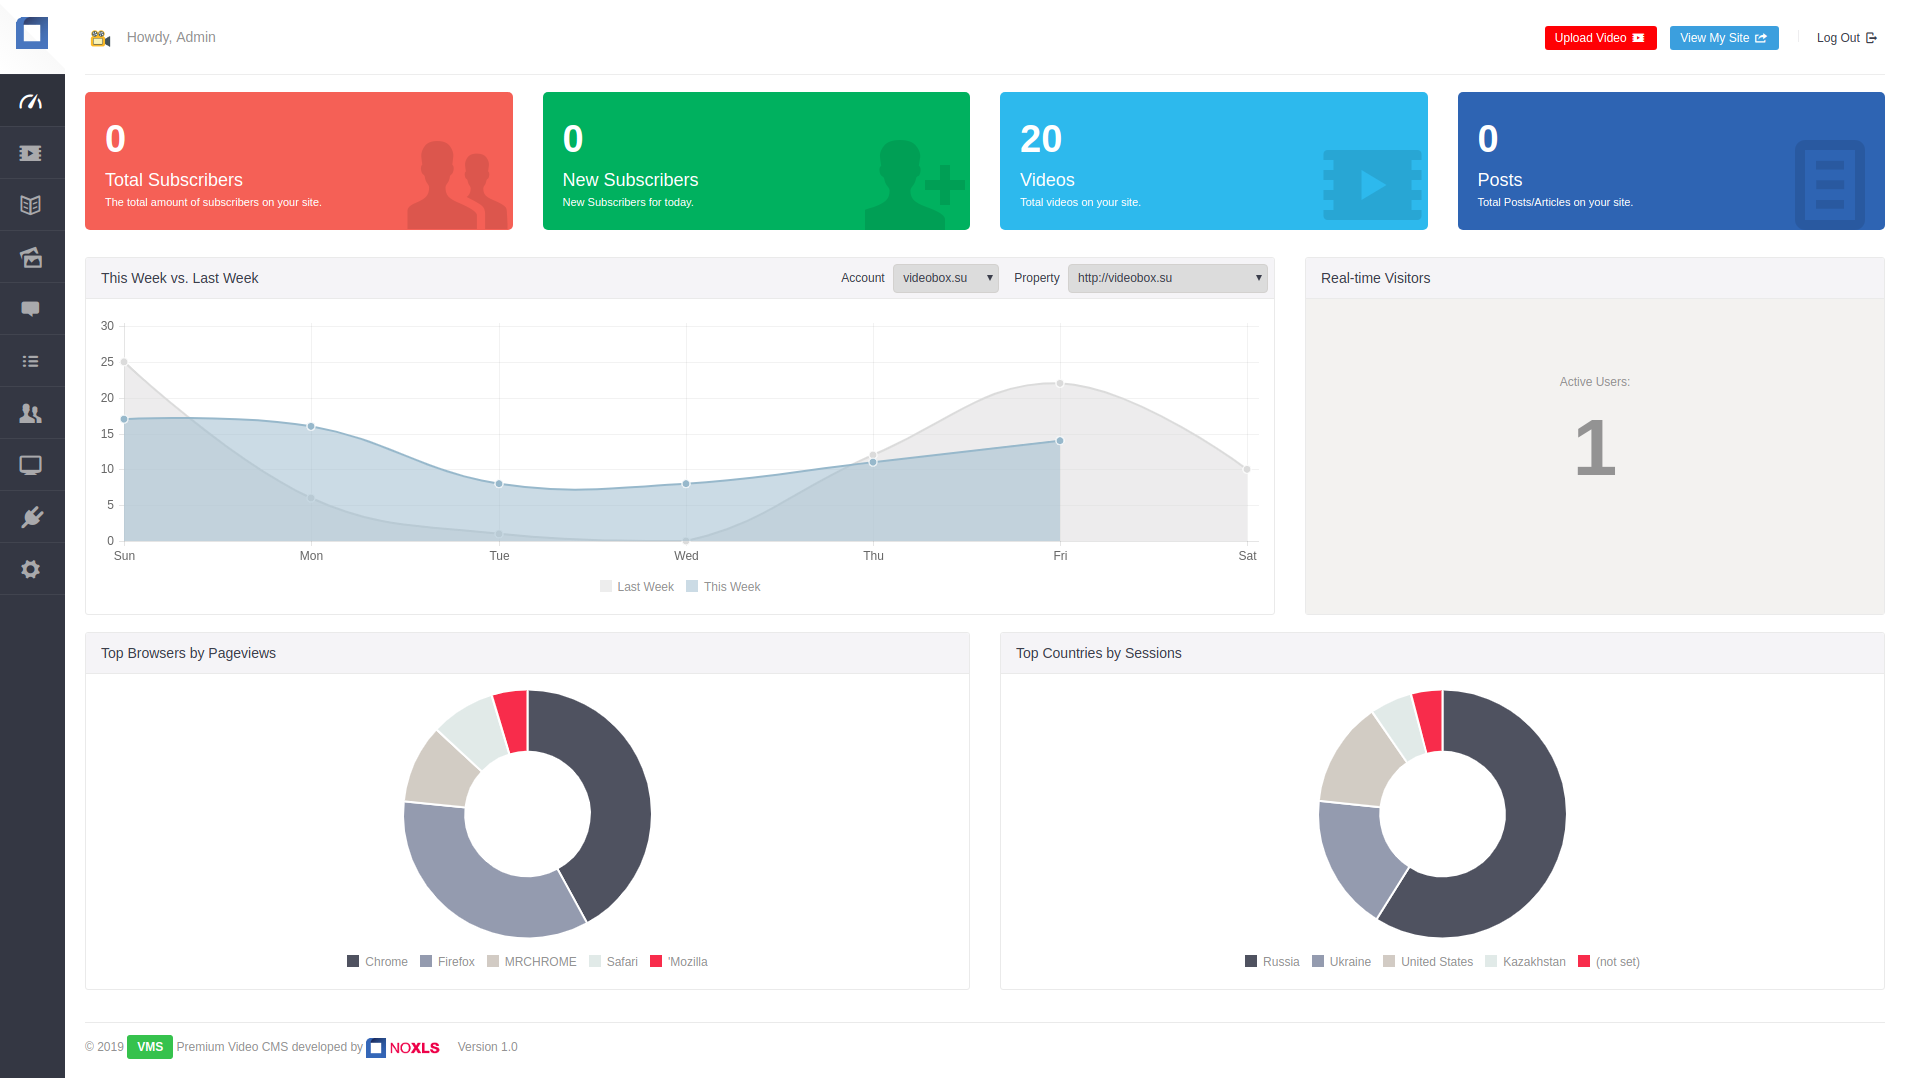 Howdy, Admin
Upload Video
View My Site
Log Out
0
Total Subscribers
The total amount of subscribers on your site.
0
New Subscribers
New Subscribers for today.
20
Videos
Total videos on your site.
0
Posts
Total Posts/Articles on your site.
This Week vs. Last Week
Account videobox.su
Property http://videobox.su
30
25
20
15
10
5
0
Sun Mon Tue Wed Thu Fri Sat
Last Week This Week
Real-time Visitors
Active Users:
1
Top Browsers by Pageviews
Chrome Firefox MRCHROME Safari 'Mozilla
Top Countries by Sessions
Russia Ukraine United States Kazakhstan (not set)
© 2019 VMS Premium Video CMS developed by NOXLS Version 1.0